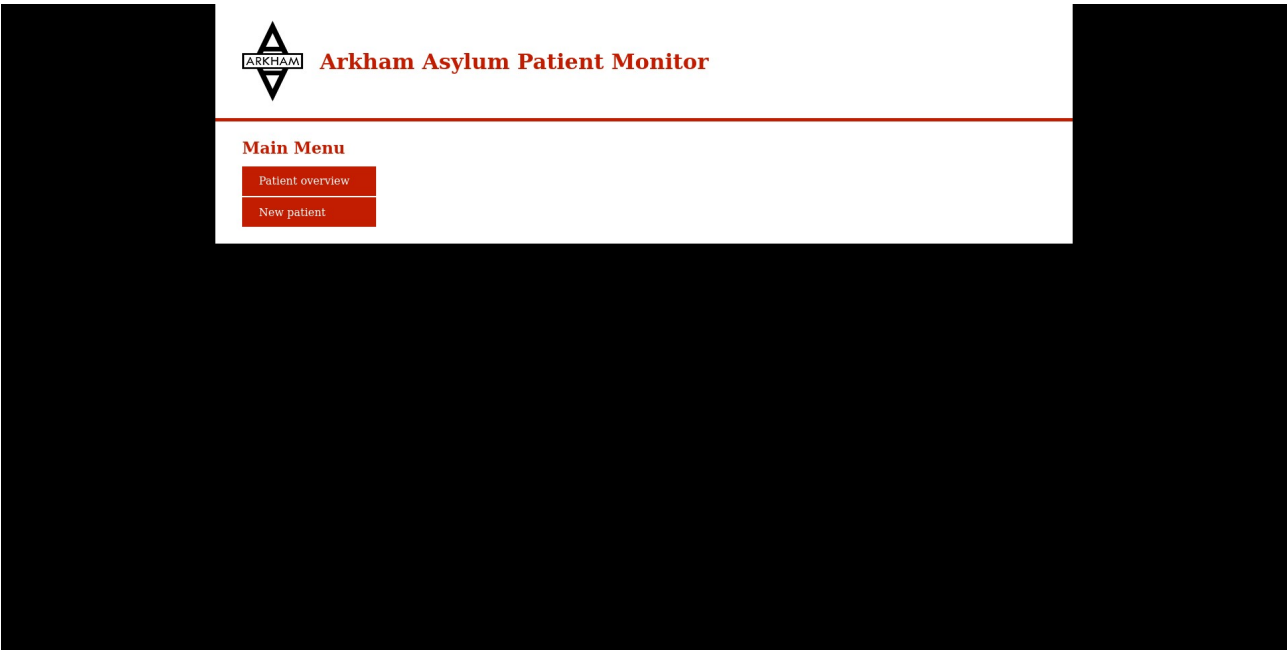 ARKHAM
Arkham Asylum Patient Monitor
Main Menu
Patient overview
New patient